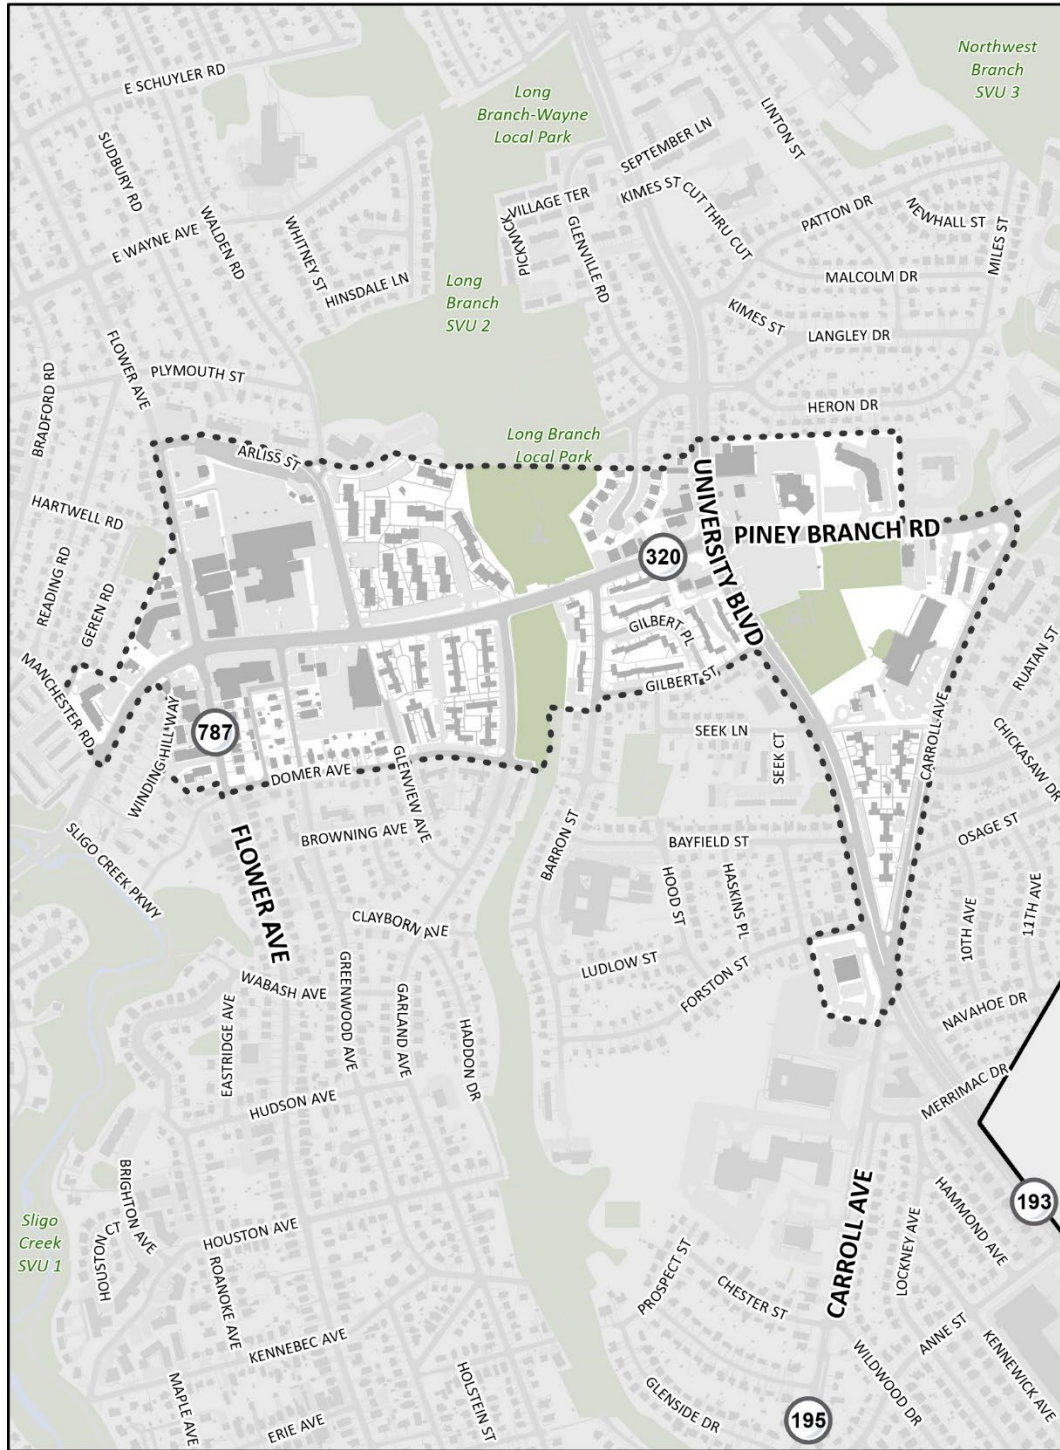 E SCHUYLER RD
Northwest
Branch
SVU 3
Long
Branch-Wayne
Local Park
LINTON ST
SUDBURY RD
SEPTEMBER LN
KIMES ST
CUT THRU CUT
VILLAGE TER
PICKWICK
GLENVILLE RD
PATTON DR
NEWHALL ST
MILES ST
WALDEN RD
E WAYNE AVE
WHITNEY ST
HINSDALE LN
Long
Branch
SVU 2
MALCOLM DR
KIMES ST
LANGLEY DR
FLOWER AVE
PLYMOUTH ST
BRADFORD RD
HERON DR
Long Branch
Local Park
ARLISS ST
UNIVERSITY BLVD
PINEY BRANCH RD
320
HARTWELL RD
READING RD
GEREN RD
GILBERT PL
GILBERT ST
MANCHESTER RD
RUATAN ST
WINDING HILL WAY
787
SEEK LN
SEEK CT
CARROLL AVE
CHICKASAW DR
DOMER AVE
GLENVIEW AVE
SLIGO CREEK PKWY
BROWNING AVE
BARRON ST
BAYFIELD ST
OSAGE ST
FLOWER AVE
HOOD ST
HASKINS PL
10TH AVE
11TH AVE
CLAYBORN AVE
LUDLOW ST
FORSTON ST
WABASH AVE
GREENWOOD AVE
GARLAND AVE
EASTRIDGE AVE
HADDON DR
NAVAHOE DR
MERRIMAC DR
HUDSON AVE
BRIGHTON AVE
CARROLL AVE
HAMMOND AVE
193
Sligo
Creek
SVU 1
HOUSTON CT
HOUSTON AVE
ROANOKE AVE
LOCKNEY AVE
PROSPECT ST
CHESTER ST
ANNE ST
KENNEWICK AVE
KENNEBEC AVE
WILDWOOD DR
MAPLE AVE
ERIE AVE
HOLSTEIN ST
GLENSIDE DR
195